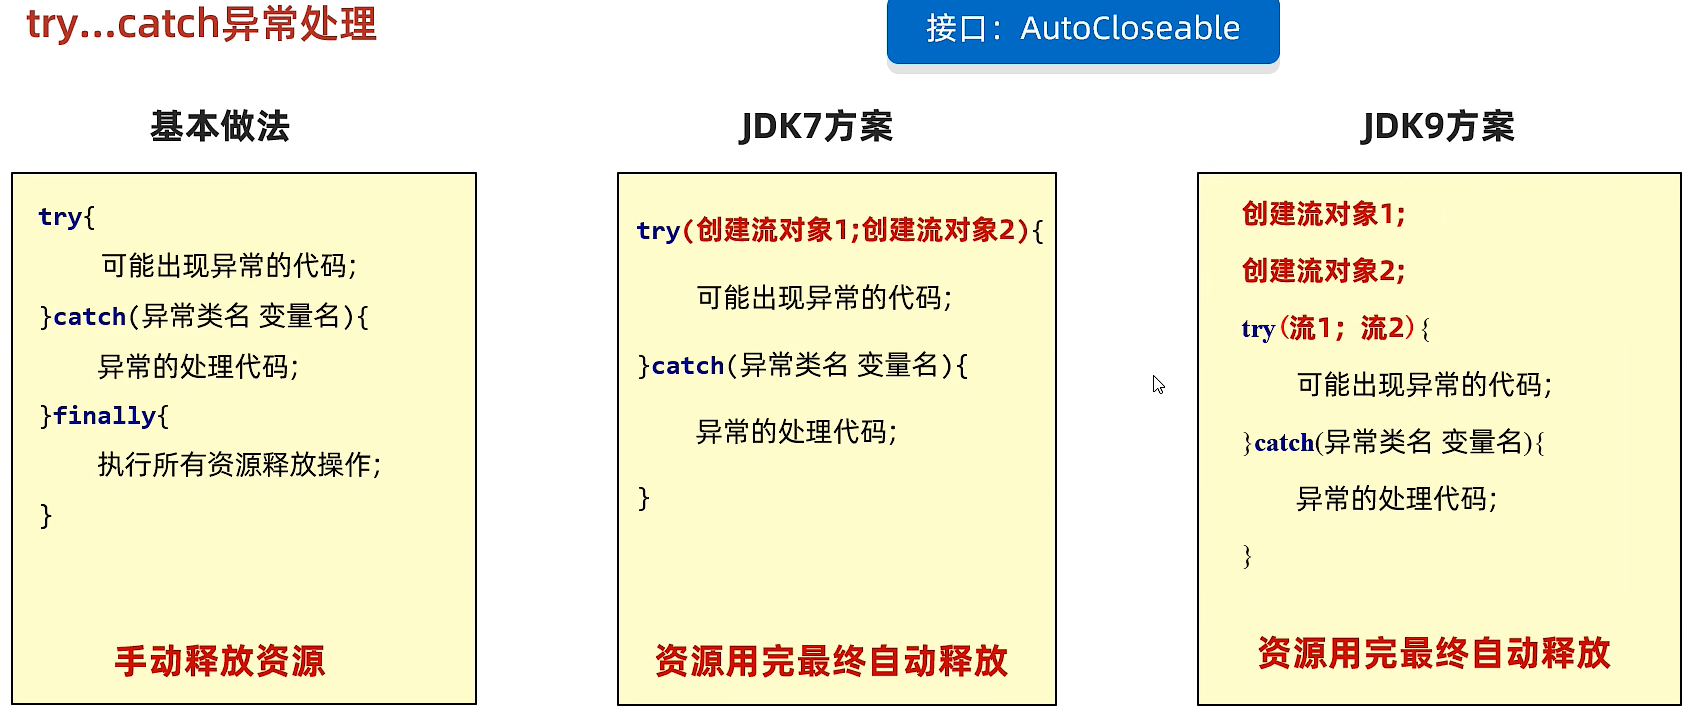 try...catch异常处理
接口：AutoCloseable
基本做法
try{
可能出现异常的代码;
}catch(异常类名 变量名){
异常的处理代码;
}finally{
执行所有资源释放操作;
}
手动释放资源
JDK7方案
try(创建流对象1;创建流对象2){
可能出现异常的代码;
}catch(异常类名 变量名){
异常的处理代码;
}
资源用完最终自动释放
JDK9方案
创建流对象1;
创建流对象2;
try(流1；流2){
可能出现异常的代码;
}catch(异常类名 变量名){
异常的处理代码;
}
资源用完最终自动释放